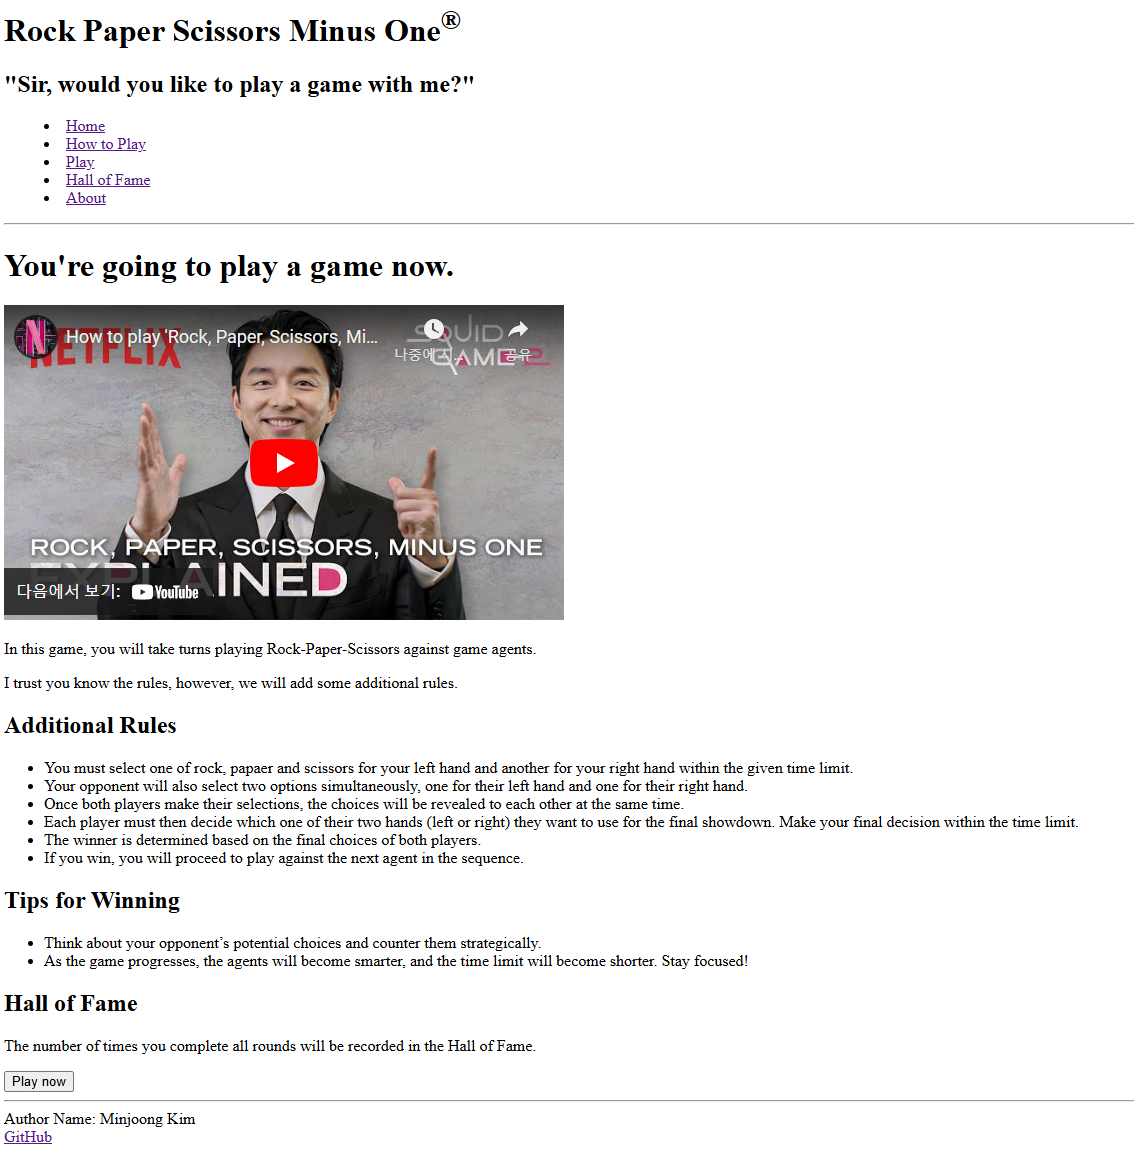 Rock Paper Scissors Minus One®
"Sir, would you like to play a game with me?"
Home
How to Play
Play
Hall of Fame
About
You're going to play a game now.
How to play 'Rock, Paper, Scissors, Mi...
나중에 시...
공유
NETFLIX
SQUID
GAME 2
ROCK, PAPER, SCISSORS, MINUS ONE
EXPLAINED
다음에서 보기: YouTube
In this game, you will take turns playing Rock-Paper-Scissors against game agents.
I trust you know the rules, however, we will add some additional rules.
Additional Rules
You must select one of rock, papaer and scissors for your left hand and another for your right hand within the given time limit.
Your opponent will also select two options simultaneously, one for their left hand and one for their right hand.
Once both players make their selections, the choices will be revealed to each other at the same time.
Each player must then decide which one of their two hands (left or right) they want to use for the final showdown. Make your final decision within the time limit.
The winner is determined based on the final choices of both players.
If you win, you will proceed to play against the next agent in the sequence.
Tips for Winning
Think about your opponent’s potential choices and counter them strategically.
As the game progresses, the agents will become smarter, and the time limit will become shorter. Stay focused!
Hall of Fame
The number of times you complete all rounds will be recorded in the Hall of Fame.
Play now
Author Name: Minjoong Kim
GitHub